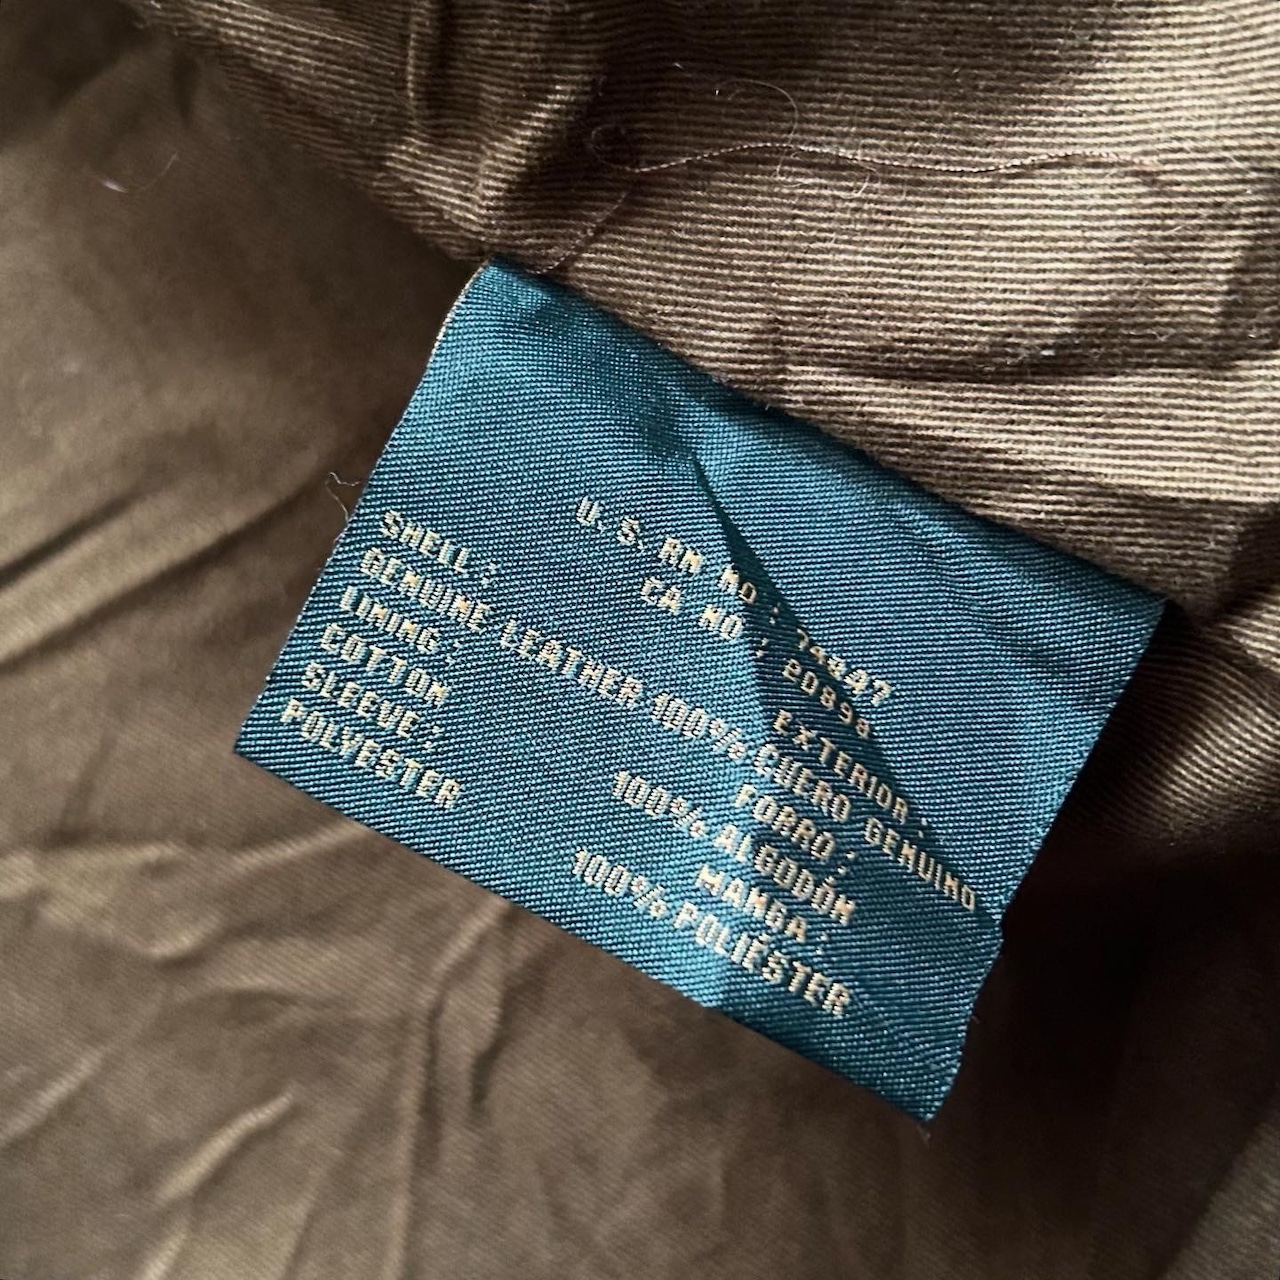 U.S. RN NO: 74447
CA NO: 20898
SHELL: EXTERIOR:
GENUINE LEATHER 100% CUERO GENUINO
LINING: FORRO:
COTTON 100% ALGODÓN
SLEEVE: MANGA:
POLYESTER 100% POLIÉSTER